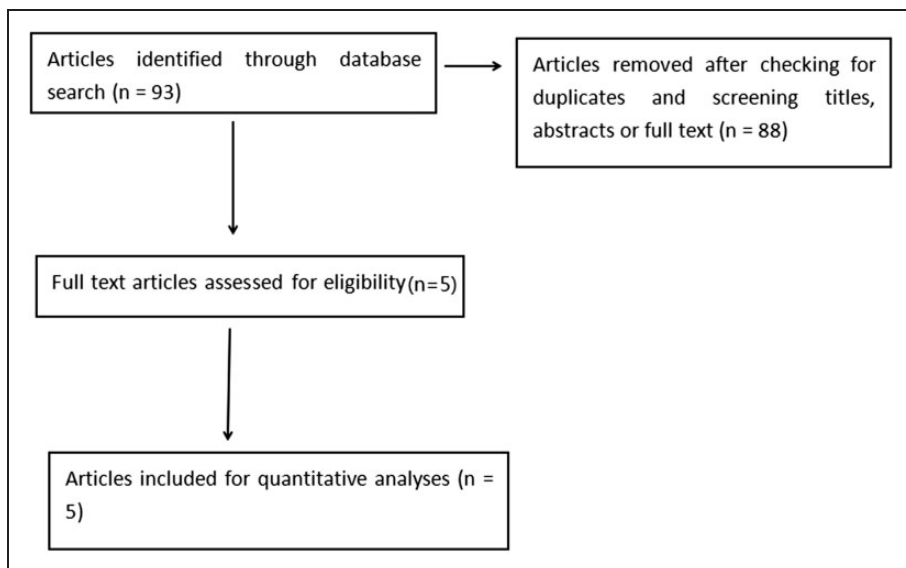 Articles identified through database
search (n = 93)
Articles removed after checking for
duplicates and screening titles,
abstracts or full text (n = 88)
Full text articles assessed for eligibility(n=5)
Articles included for quantitative analyses (n =
5)